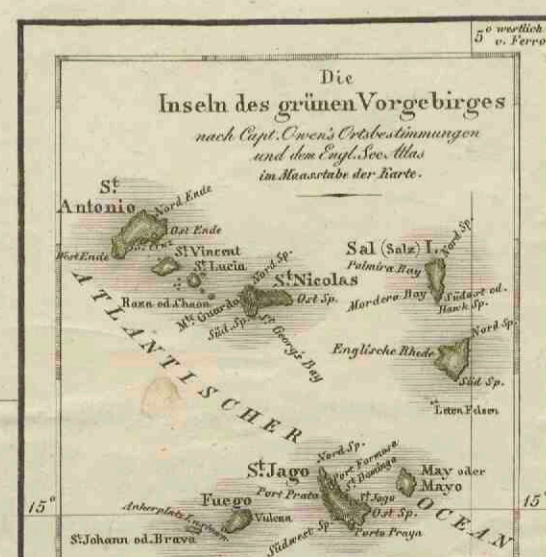 5° westlich
v. Ferro
Die
Inseln des grünen Vorgebirges
nach Capt. Owen's Ortsbestimmungen
und dem Engl. See Atlas
im Maasstabe der Karte.
St.
Antonio
Nord Ende
Ost Ende
St. Cruz
West Ende
St. Vincent
St. Lucia
Raza od. Chaon
Nord Sp.
St. Nicolas
Ost Sp.
Mte. Guardo
Süd Sp.
St. Georgs Bay
Sal (Salz) I.
Nord Sp.
Palmira Bay
Mordera Bay
Südost od.
Hawk Sp.
Nord Sp.
Englische Rhede
Süd Sp.
Leton Felsen
ATLANTISCHER
OCEAN
St. Jago
Nord Sp.
Port Formosa
St. Domingo
Port Prata
St. Jago
Ost Sp.
Porto Praya
Südwest Sp.
May oder
Mayo
Fuego
Vulcan
Ankerplatz
St. Johann od. Brava
15°
15°